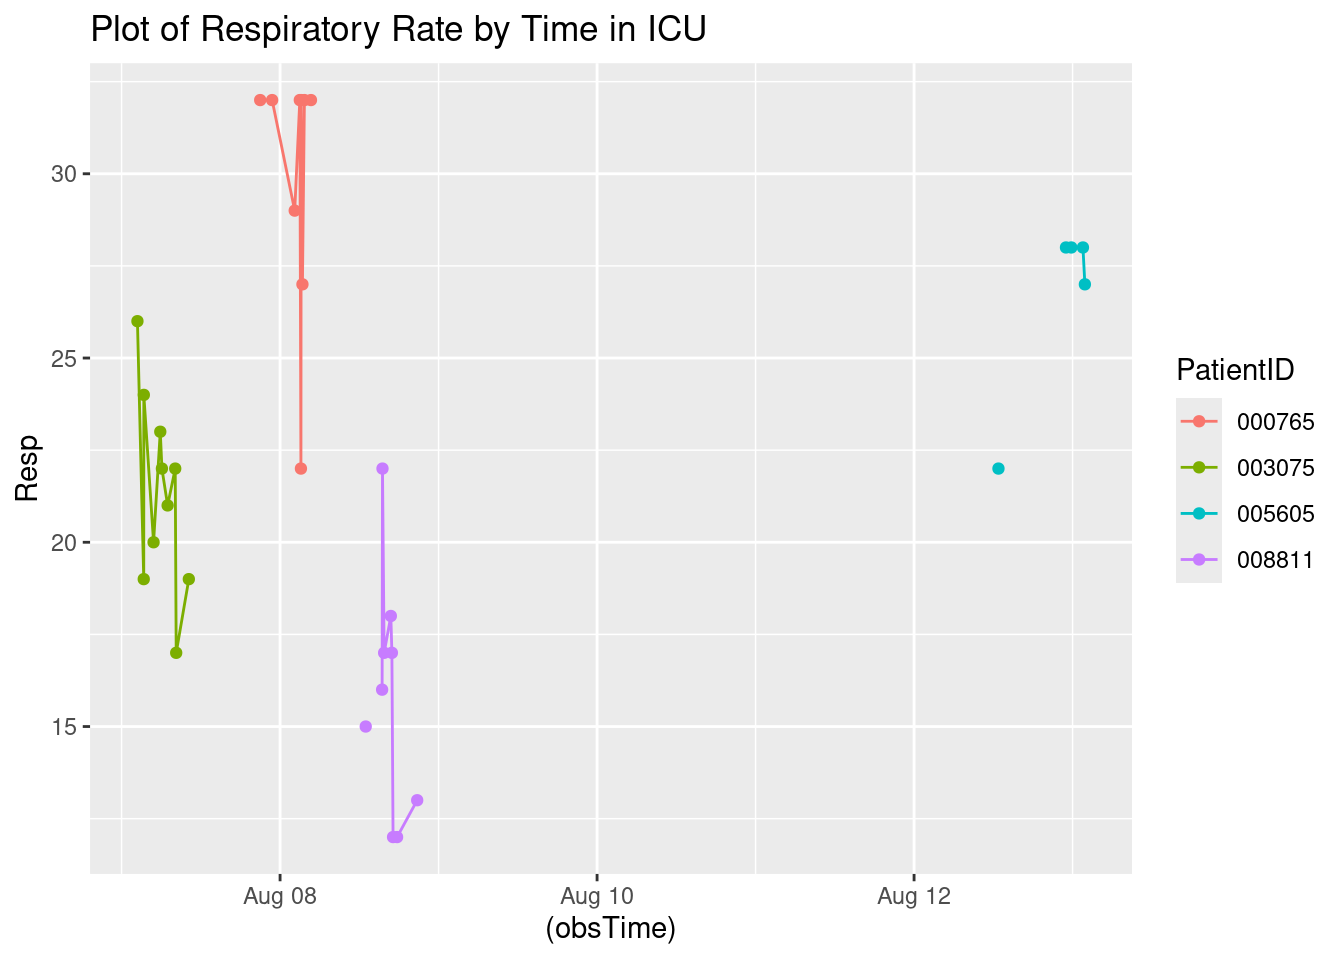 Plot of Respiratory Rate by Time in ICU
30
25
20
15
Resp
Aug 08
Aug 10
Aug 12
(obsTime)
PatientID
000765
003075
005605
008811